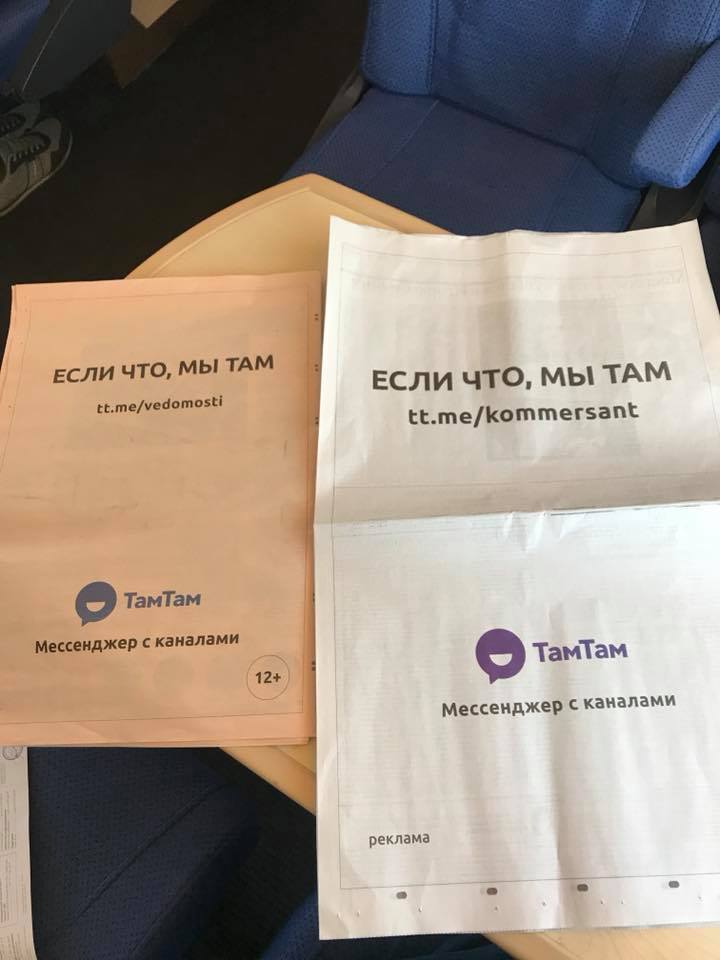 ЕСЛИ ЧТО, МЫ ТАМ
tt.me/vedomosti
ТамТам
Мессенджер с каналами
12+
ЕСЛИ ЧТО, МЫ ТАМ
tt.me/kommersant
ТамТам
Мессенджер с каналами
реклама